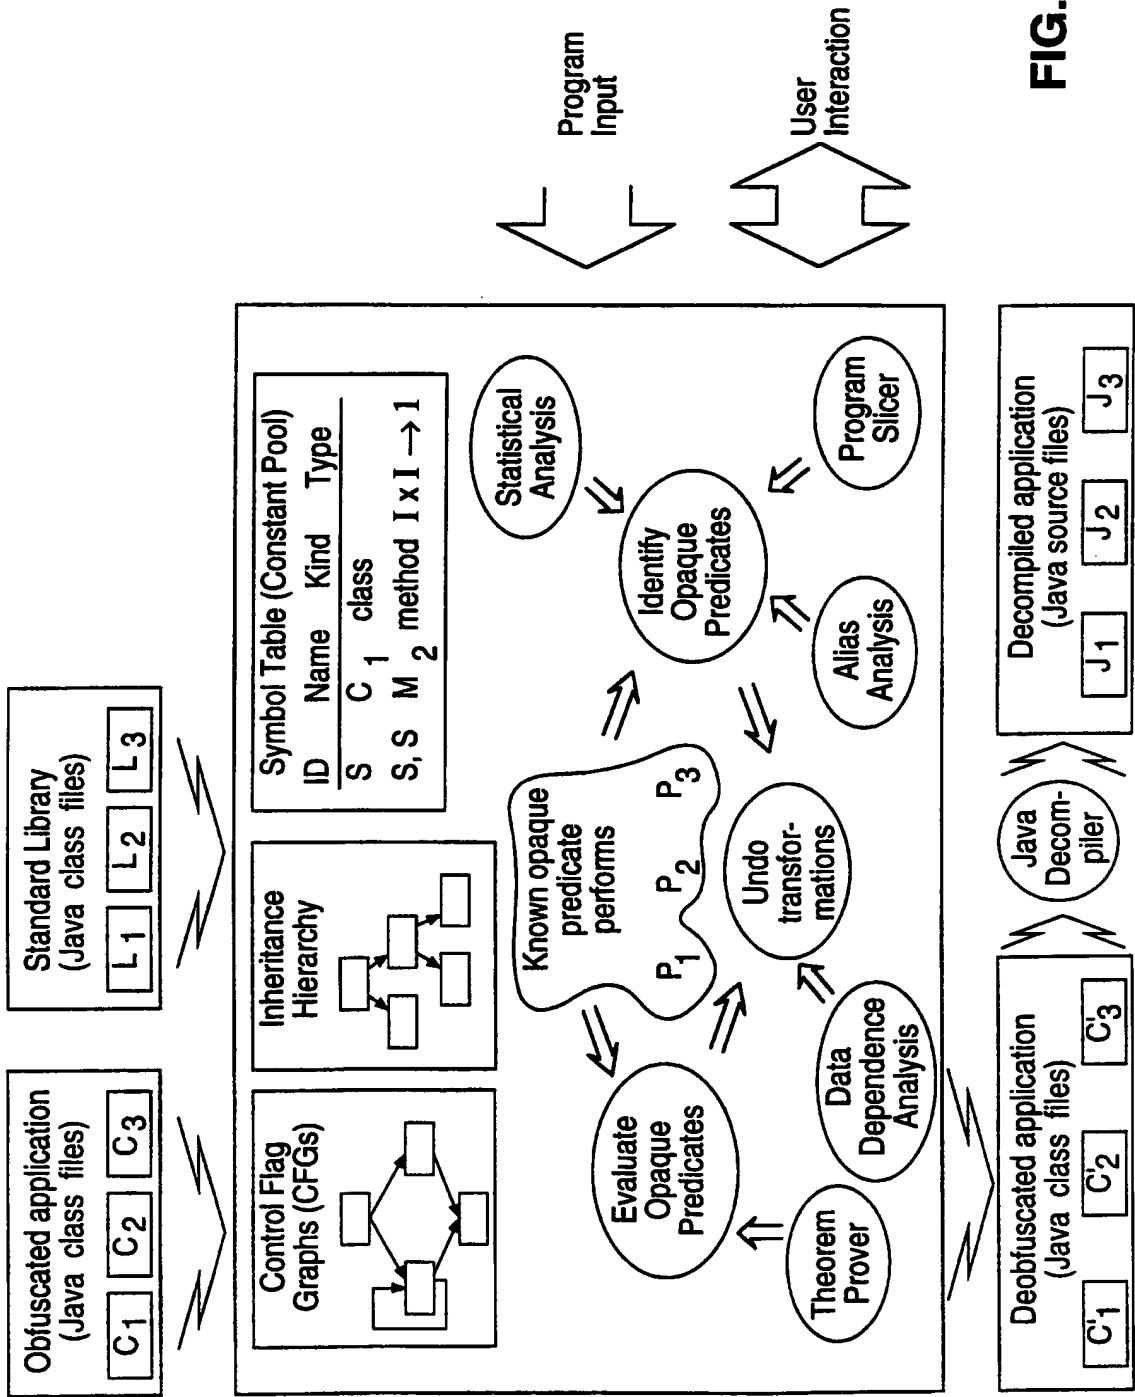 Obfuscated application
(Java class files)
C1 C2 C3
Standard Library
(Java class files)
L1 L2 L3
Control Flag
Graphs (CFGs)
Inheritance
Hierarchy
Symbol Table (Constant Pool)
ID Name Kind Type
S C1 class
S, S M2 method I x I → 1
Program
Input
User
Interaction
Known opaque
predicate
performs
P1 P2 P3
Statistical
Analysis
Evaluate
Opaque
Predicates
Identify
Opaque
Predicates
Undo
transfor-
mations
Theorem
Prover
Data
Dependence
Analysis
Alias
Analysis
Program
Slicer
Deobfuscated application
(Java class files)
C'1 C'2 C'3
Java
Decom-
piler
Decompiled application
(Java source files)
J1 J2 J3
FIG.